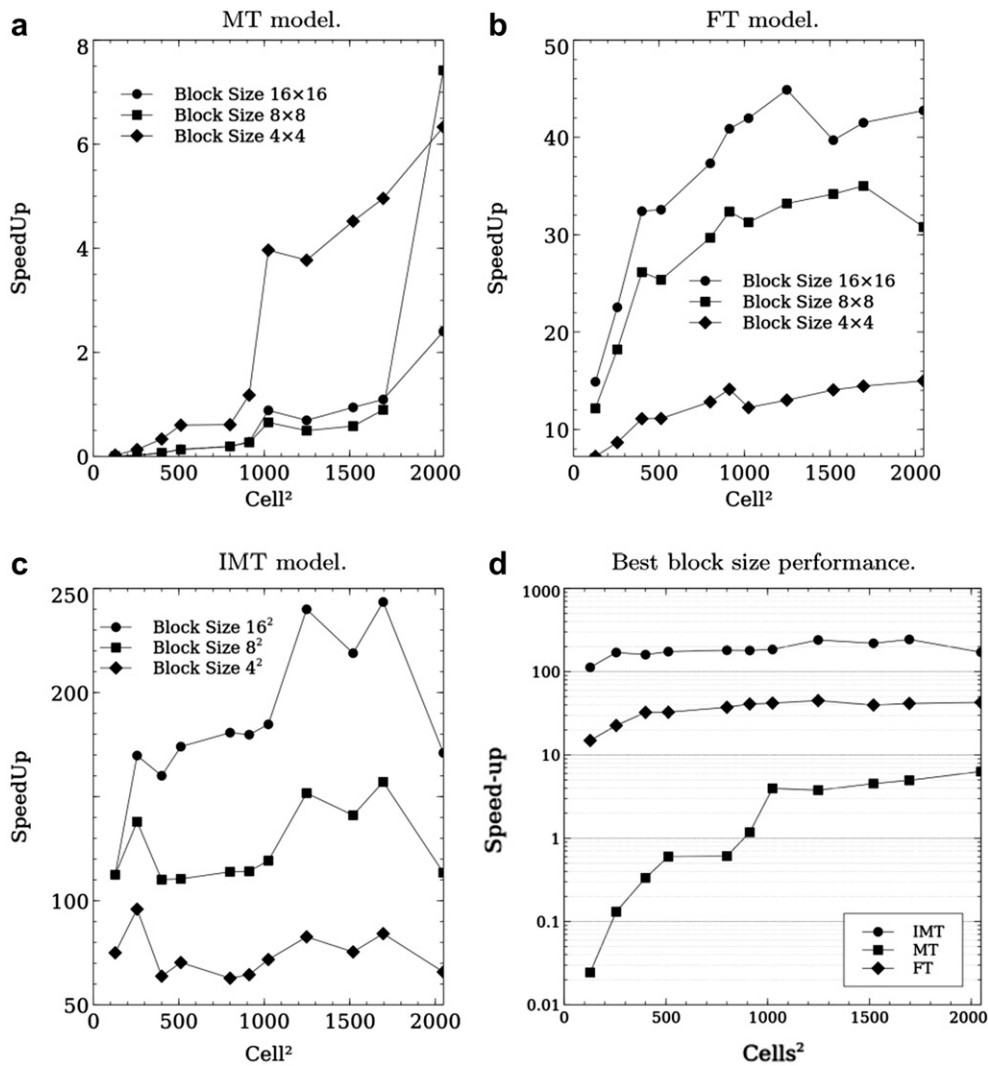 a
MT model.
8
6
4
2
0
SpeedUp
Block Size 16×16
Block Size 8×8
Block Size 4×4
0 500 1000 1500 2000
Cell²
b
FT model.
50
40
30
20
10
SpeedUp
Block Size 16×16
Block Size 8×8
Block Size 4×4
0 500 1000 1500 2000
Cell²
c
IMT model.
250
200
100
50
SpeedUp
Block Size 16²
Block Size 8²
Block Size 4²
0 500 1000 1500 2000
Cell²
d
Best block size performance.
1000
100
10
1
0.1
0.01
Speed-up
IMT
MT
FT
0 500 1000 1500 2000
Cells²